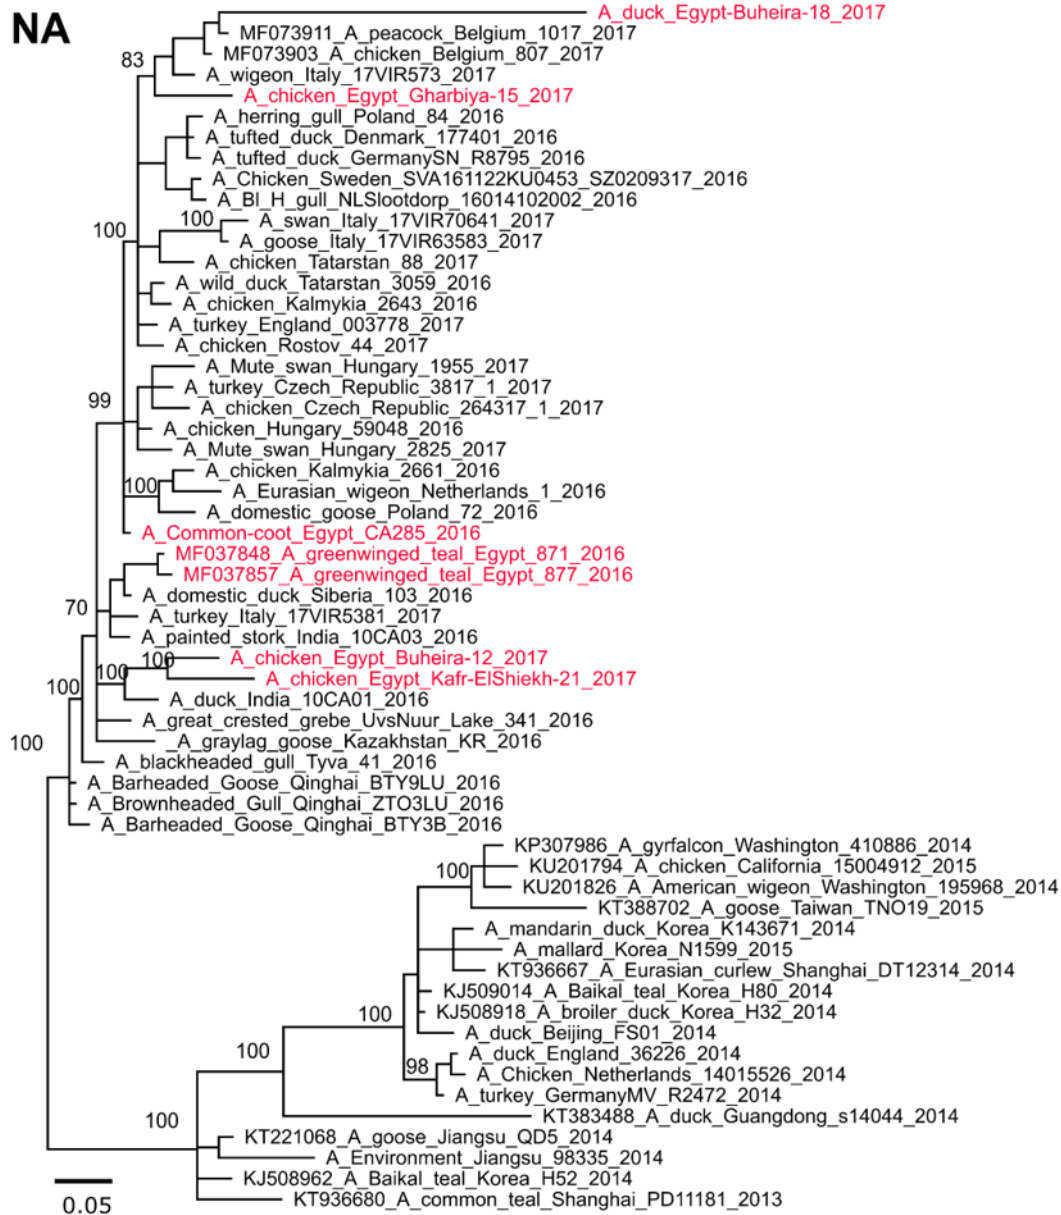 NA
A_duck_Egypt-Buheira-18_2017
MF073911_A_peacock_Belgium_1017_2017
83
MF073903_A_chicken_Belgium_807_2017
A_wigeon_Italy_17VIR573_2017
A_chicken_Egypt_Gharbiya-15_2017
A_herring_gull_Poland_84_2016
A_tufted_duck_Denmark_177401_2016
A_tufted_duck_GermanySN_R8795_2016
A_Chicken_Sweden_SVA161122KU0453_SZ0209317_2016
A_Bl_H_gull_NLSlootdorp_16014102002_2016
100
A_swan_Italy_17VIR70641_2017
100
A_goose_Italy_17VIR63583_2017
A_chicken_Tatarstan_88_2017
A_wild_duck_Tatarstan_3059_2016
A_chicken_Kalmykia_2643_2016
A_turkey_England_003778_2017
A_chicken_Rostov_44_2017
A_Mute_swan_Hungary_1955_2017
A_turkey_Czech_Republic_3817_1_2017
99
A_chicken_Czech_Republic_264317_1_2017
A_chicken_Hungary_59048_2016
A_Mute_swan_Hungary_2825_2017
A_chicken_Kalmykia_2661_2016
100
A_Eurasian_wigeon_Netherlands_1_2016
A_domestic_goose_Poland_72_2016
A_Common-coot_Egypt_CA285_2016
MF037848_A_greenwinged_teal_Egypt_871_2016
MF037857_A_greenwinged_teal_Egypt_877_2016
A_domestic_duck_Siberia_103_2016
70
A_turkey_Italy_17VIR5381_2017
A_painted_stork_India_10CA03_2016
100
A_chicken_Egypt_Buheira-12_2017
100
A_chicken_Egypt_Kafr-ElShiekh-21_2017
100
A_duck_India_10CA01_2016
A_great_crested_grebe_UvsNuur_Lake_341_2016
100
_A_graylag_goose_Kazakhstan_KR_2016
A_blackheaded_gull_Tyva_41_2016
A_Barheaded_Goose_Qinghai_BTY9LU_2016
A_Brownheaded_Gull_Qinghai_ZTO3LU_2016
A_Barheaded_Goose_Qinghai_BTY3B_2016
KP307986_A_gyrfalcon_Washington_410886_2014
100
KU201794_A_chicken_California_15004912_2015
KU201826_A_American_wigeon_Washington_195968_2014
KT388702_A_goose_Taiwan_TNO19_2015
A_mandarin_duck_Korea_K143671_2014
A_mallard_Korea_N1599_2015
KT936667_A_Eurasian_curlew_Shanghai_DT12314_2014
KJ509014_A_Baikal_teal_Korea_H80_2014
100
KJ508918_A_broiler_duck_Korea_H32_2014
A_duck_Beijing_FS01_2014
100
A_duck_England_36226_2014
98
A_Chicken_Netherlands_14015526_2014
A_turkey_GermanyMV_R2472_2014
KT383488_A_duck_Guangdong_s14044_2014
100
KT221068_A_goose_Jiangsu_QD5_2014
A_Environment_Jiangsu_98335_2014
KJ508962_A_Baikal_teal_Korea_H52_2014
KT936680_A_common_teal_Shanghai_PD11181_2013
0.05